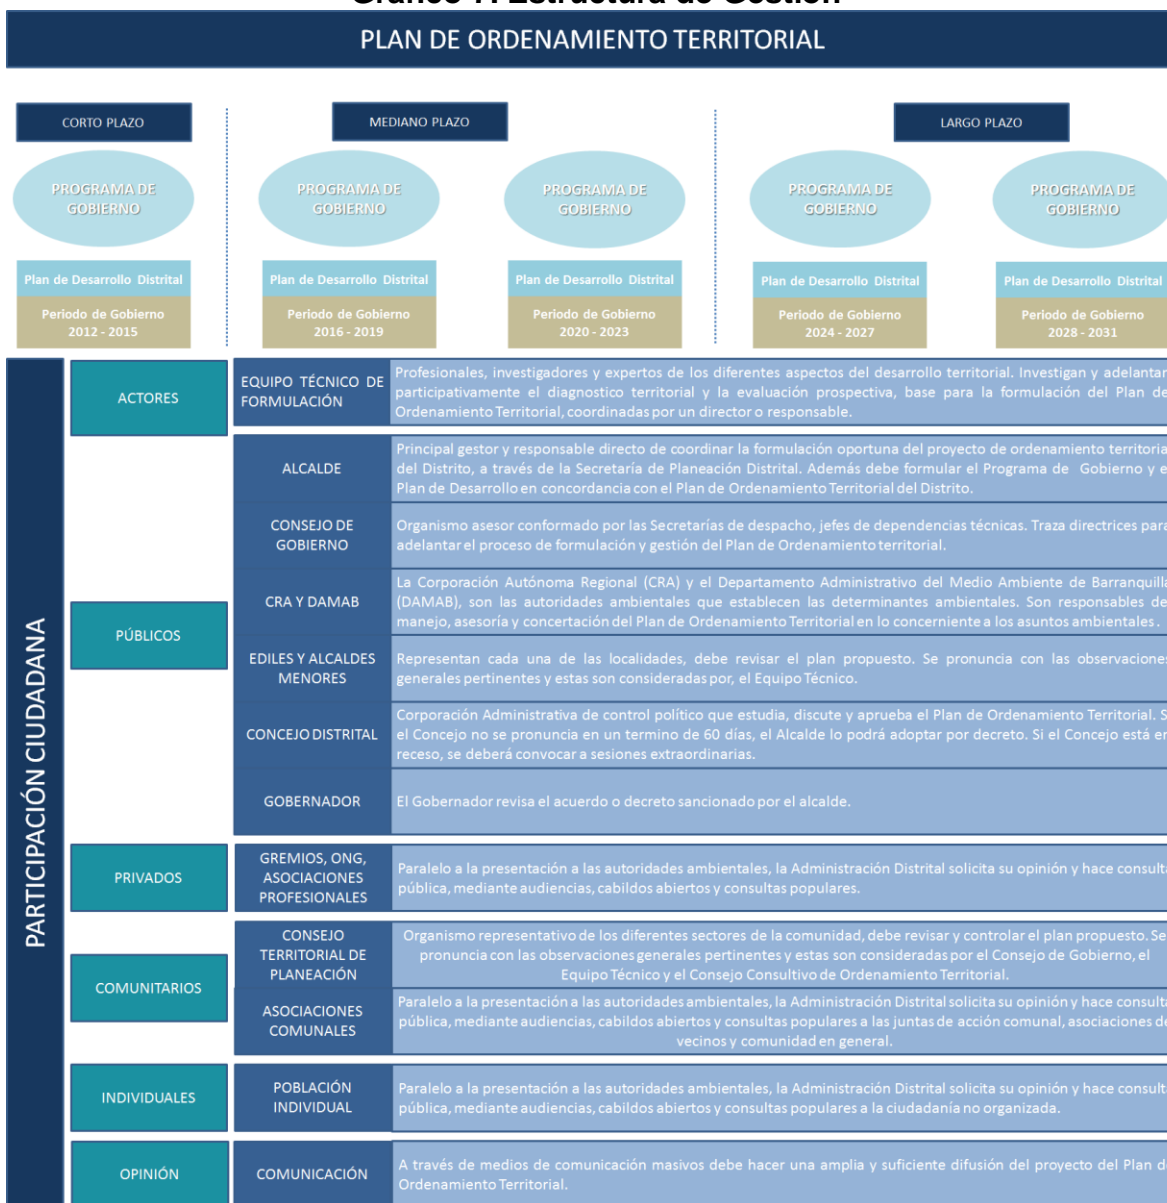 Gráfico 7. Estructura de Gestión
PLAN DE ORDENAMIENTO TERRITORIAL
CORTO PLAZO
MEDIANO PLAZO
LARGO PLAZO
PROGRAMA DE
GOBIERNO
PROGRAMA DE
GOBIERNO
PROGRAMA DE
GOBIERNO
PROGRAMA DE
GOBIERNO
PROGRAMA DE
GOBIERNO
Plan de Desarrollo Distrital
Periodo de Gobierno
2012 - 2015
Plan de Desarrollo Distrital
Periodo de Gobierno
2016 - 2019
Plan de Desarrollo Distrital
Periodo de Gobierno
2020 - 2023
Plan de Desarrollo Distrital
Periodo de Gobierno
2024 - 2027
Plan de Desarrollo Distrital
Periodo de Gobierno
2028 - 2031
PARTICIPACIÓN CIUDADANA
ACTORES
EQUIPO TÉCNICO DE
FORMULACIÓN
Profesionales, investigadores y expertos de los diferentes aspectos del desarrollo territorial. Investigan y adelantan
participativamente el diagnostico territorial y la evaluación prospectiva, base para la formulación del Plan de
Ordenamiento Territorial, coordinadas por un director o responsable.
PÚBLICOS
ALCALDE
Principal gestor y responsable directo de coordinar la formulación oportuna del proyecto de ordenamiento territoria
del Distrito, a través de la Secretaría de Planeación Distrital. Además debe formular el Programa de Gobierno y e
Plan de Desarrollo en concordancia con el Plan de Ordenamiento Territorial del Distrito.
CONSEJO DE
GOBIERNO
Organismo asesor conformado por las Secretarías de despacho, jefes de dependencias técnicas. Traza directrices para
adelantar el proceso de formulación y gestión del Plan de Ordenamiento territorial.
CRA Y DAMAB
La Corporación Autónoma Regional (CRA) y el Departamento Administrativo del Medio Ambiente de Barranquilla
(DAMAB), son las autoridades ambientales que establecen las determinantes ambientales. Son responsables de
manejo, asesoría y concertación del Plan de Ordenamiento Territorial en lo concerniente a los asuntos ambientales .
EDILES Y ALCALDES
MENORES
Representan cada una de las localidades, debe revisar el plan propuesto. Se pronuncia con las observaciones
generales pertinentes y estas son consideradas por, el Equipo Técnico.
CONCEJO DISTRITAL
Corporación Administrativa de control político que estudia, discute y aprueba el Plan de Ordenamiento Territorial. S
el Concejo no se pronuncia en un termino de 60 días, el Alcalde lo podrá adoptar por decreto. Si el Concejo está en
receso, se deberá convocar a sesiones extraordinarias.
GOBERNADOR
El Gobernador revisa el acuerdo o decreto sancionado por el alcalde.
PRIVADOS
GREMIOS, ONG,
ASOCIACIONES
PROFESIONALES
Paralelo a la presentación a las autoridades ambientales, la Administración Distrital solicita su opinión y hace consulta
pública, mediante audiencias, cabildos abiertos y consultas populares.
COMUNITARIOS
CONSEJO
TERRITORIAL DE
PLANEACIÓN
Organismo representativo de los diferentes sectores de la comunidad, debe revisar y controlar el plan propuesto. Se
pronuncia con las observaciones generales pertinentes y estas son consideradas por el Consejo de Gobierno, el
Equipo Técnico y el Consejo Consultivo de Ordenamiento Territorial.
ASOCIACIONES
COMUNALES
Paralelo a la presentación a las autoridades ambientales, la Administración Distrital solicita su opinión y hace consulta
pública, mediante audiencias, cabildos abiertos y consultas populares a las juntas de acción comunal, asociaciones de
vecinos y comunidad en general.
INDIVIDUALES
POBLACIÓN
INDIVIDUAL
Paralelo a la presentación a las autoridades ambientales, la Administración Distrital solicita su opinión y hace consulta
pública, mediante audiencias, cabildos abiertos y consultas populares a la ciudadanía no organizada.
OPINIÓN
COMUNICACIÓN
A través de medios de comunicación masivos debe hacer una amplia y suficiente difusión del proyecto del Plan de
Ordenamiento Territorial.